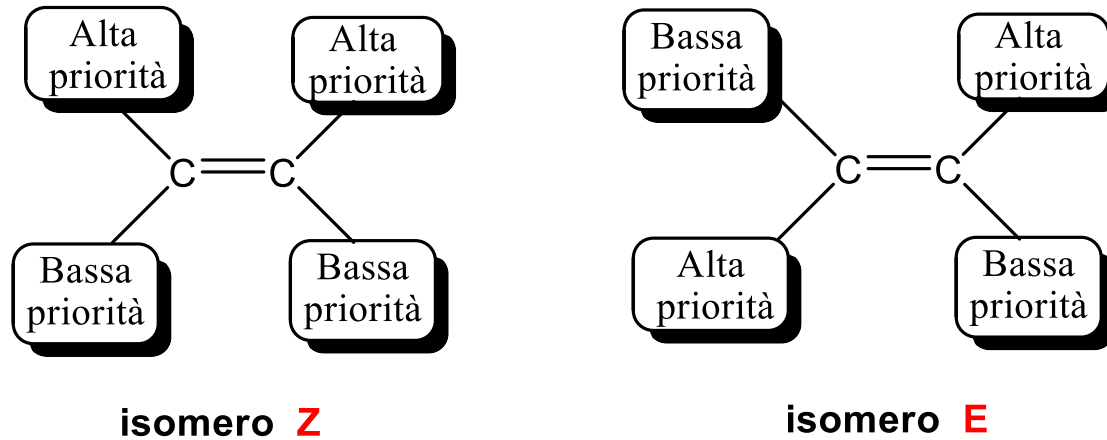 Alta
priorità
Alta
priorità
C
C
Bassa
priorità
Bassa
priorità
isomero Z
Bassa
priorità
Alta
priorità
C
C
Alta
priorità
Bassa
priorità
isomero E